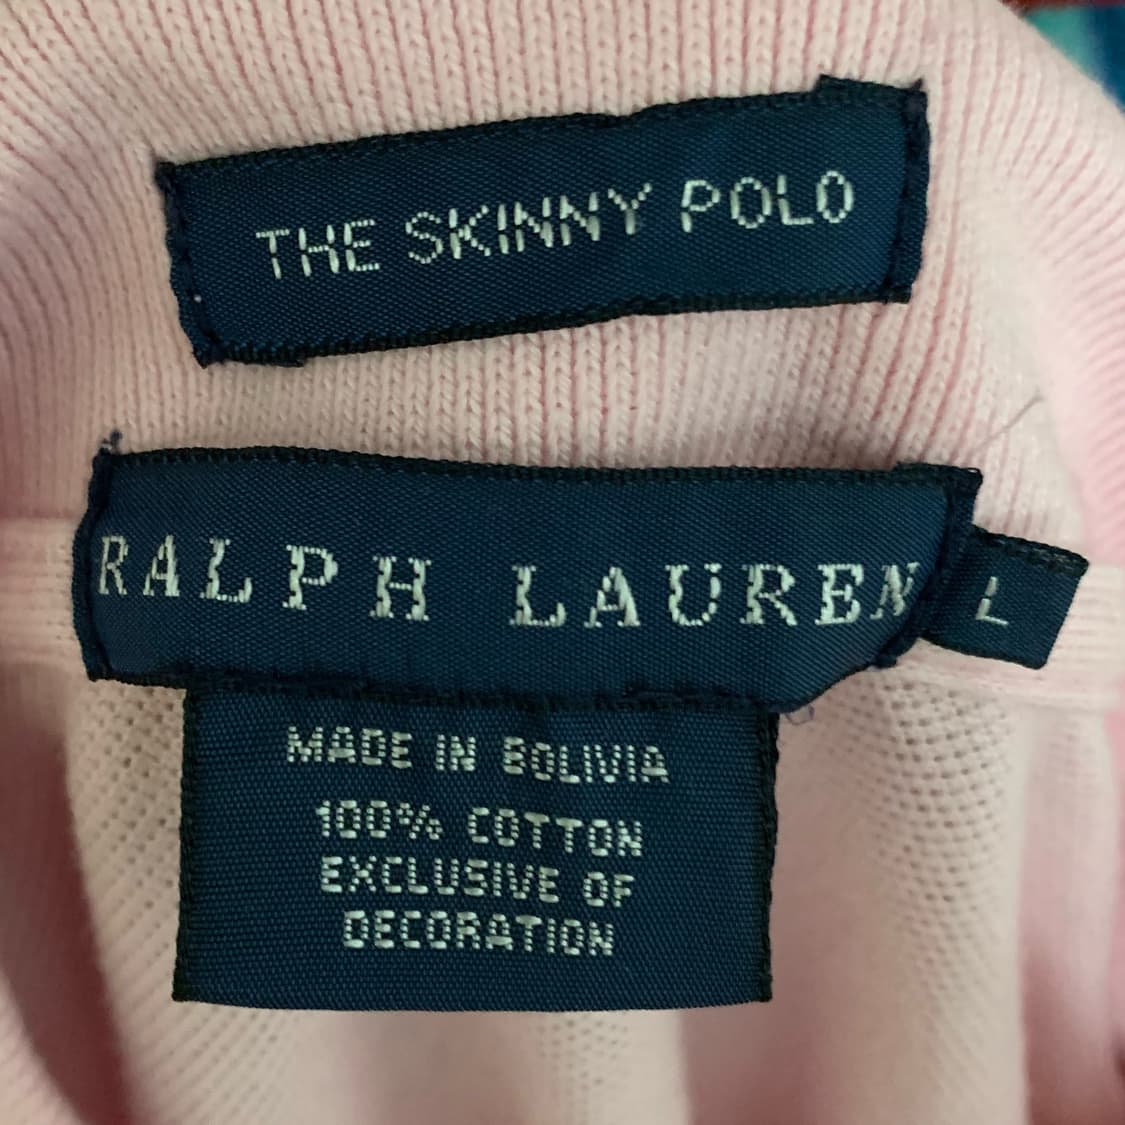 THE SKINNY POLO
RALPH LAUREN
L
MADE IN BOLIVIA
100% COTTON
EXCLUSIVE OF
DECORATION